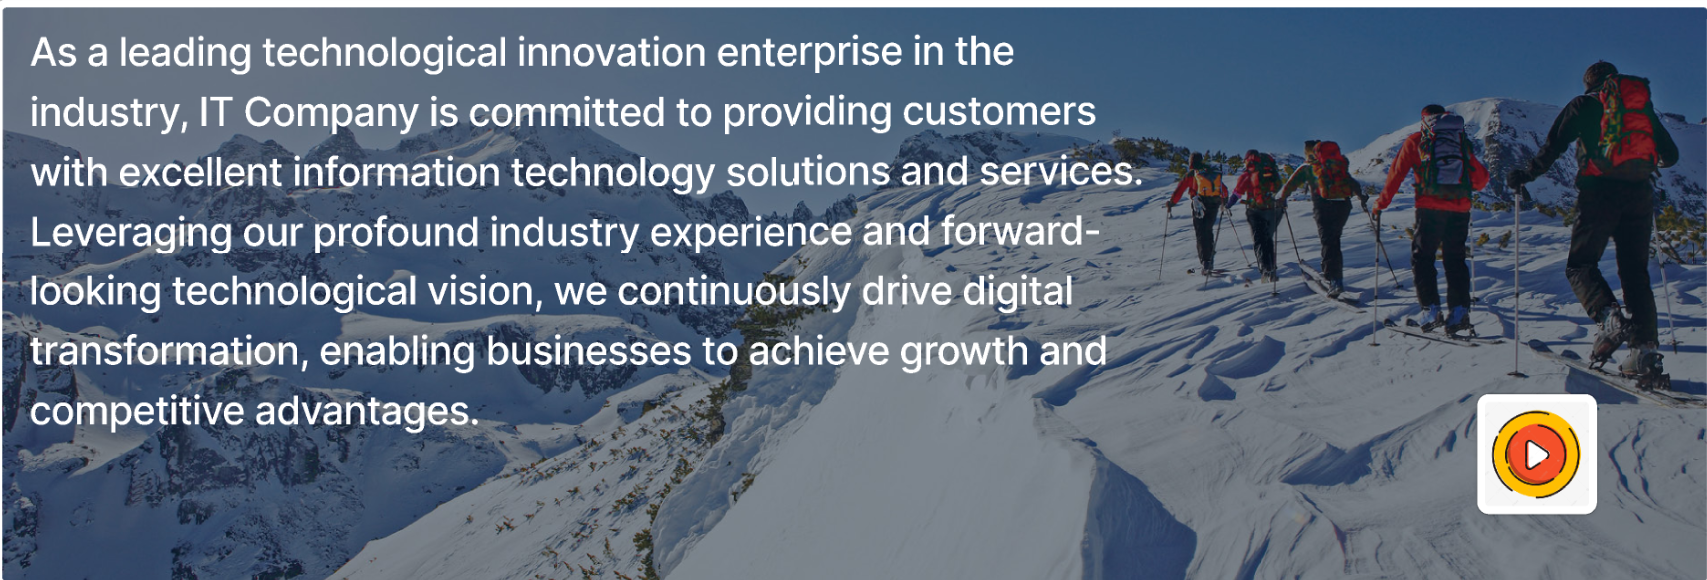 As a leading technological innovation enterprise in the
industry, IT Company is committed to providing customers
with excellent information technology solutions and services.
Leveraging our profound industry experience and forward-
looking technological vision, we continuously drive digital
transformation, enabling businesses to achieve growth and
competitive advantages.